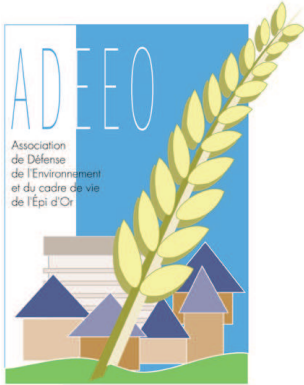 ADEEO
Association
de Défense
de l'Environnement
et du cadre de vie
de l'Épi d'Or